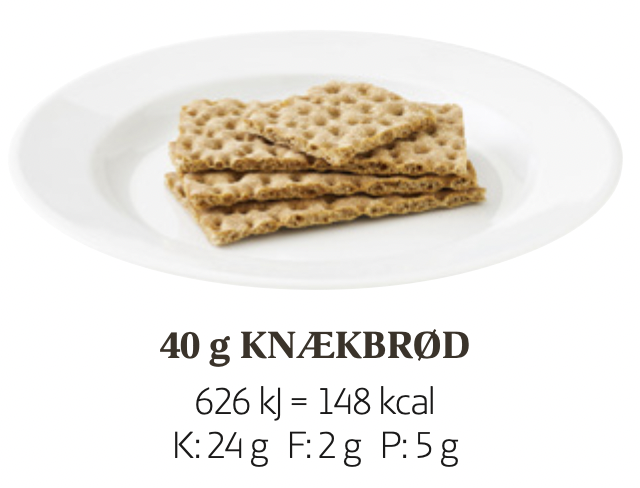 40 g KNÆKBRØD
626 kJ = 148 kcal
K: 24 g F: 2 g P: 5 g